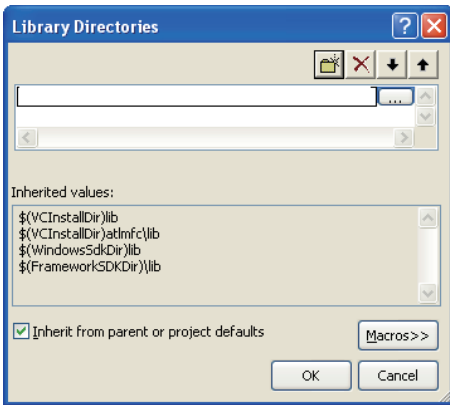 Library Directories
...
Inherited values:
$(VCInstallDir)lib
$(VCInstallDir)atlmfc\lib
$(WindowsSdkDir)lib
$(FrameworkSDKDir)\lib
Inherit from parent or project defaults
Macros>>
OK
Cancel